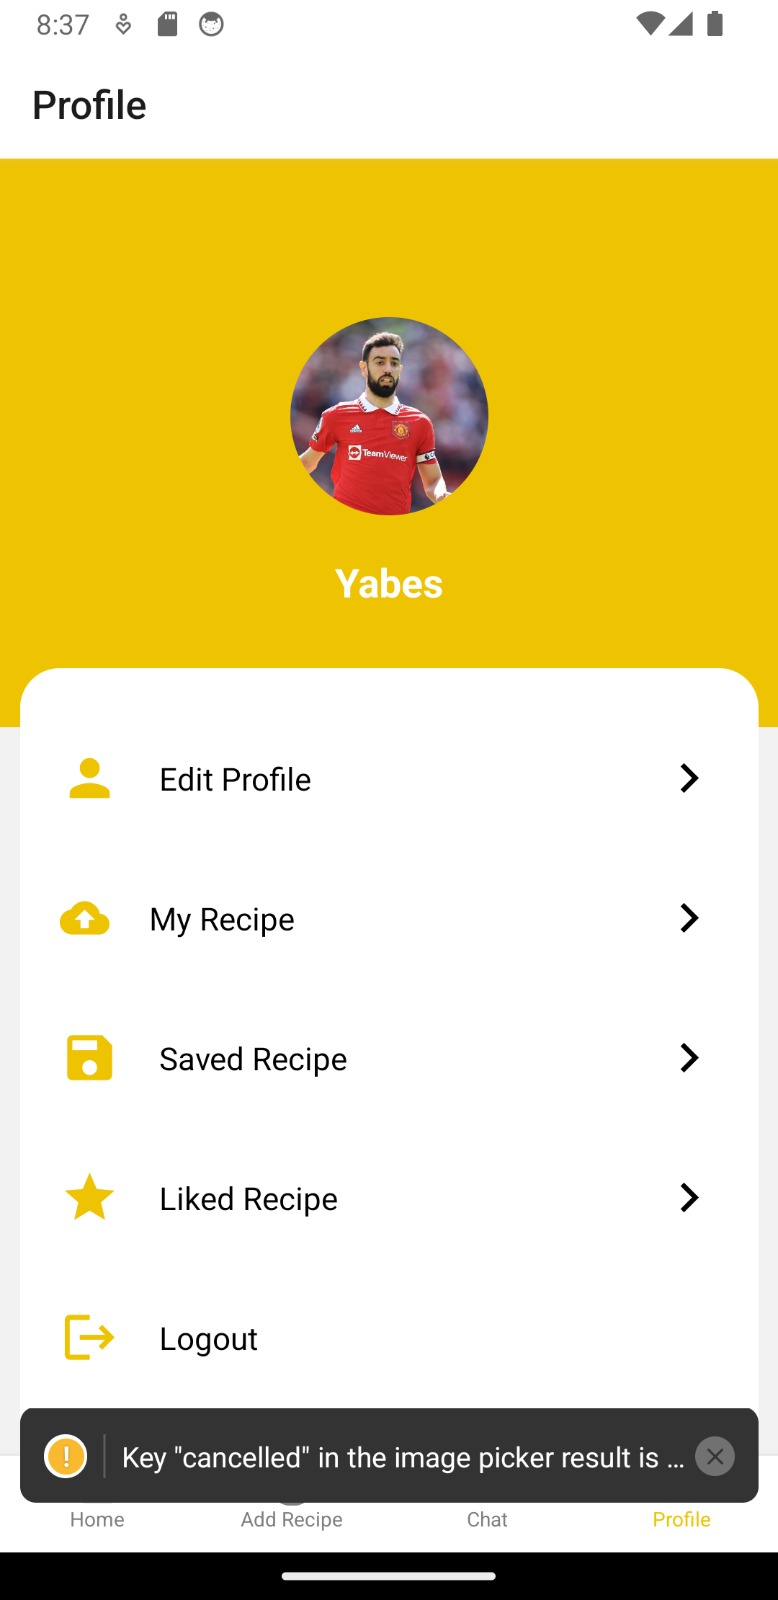 8:37
Profile
TeamViewer
Yabes
Edit Profile
My Recipe
Saved Recipe
Liked Recipe
Logout
Key "cancelled" in the image picker result is ...
Home
Add Recipe
Chat
Profile